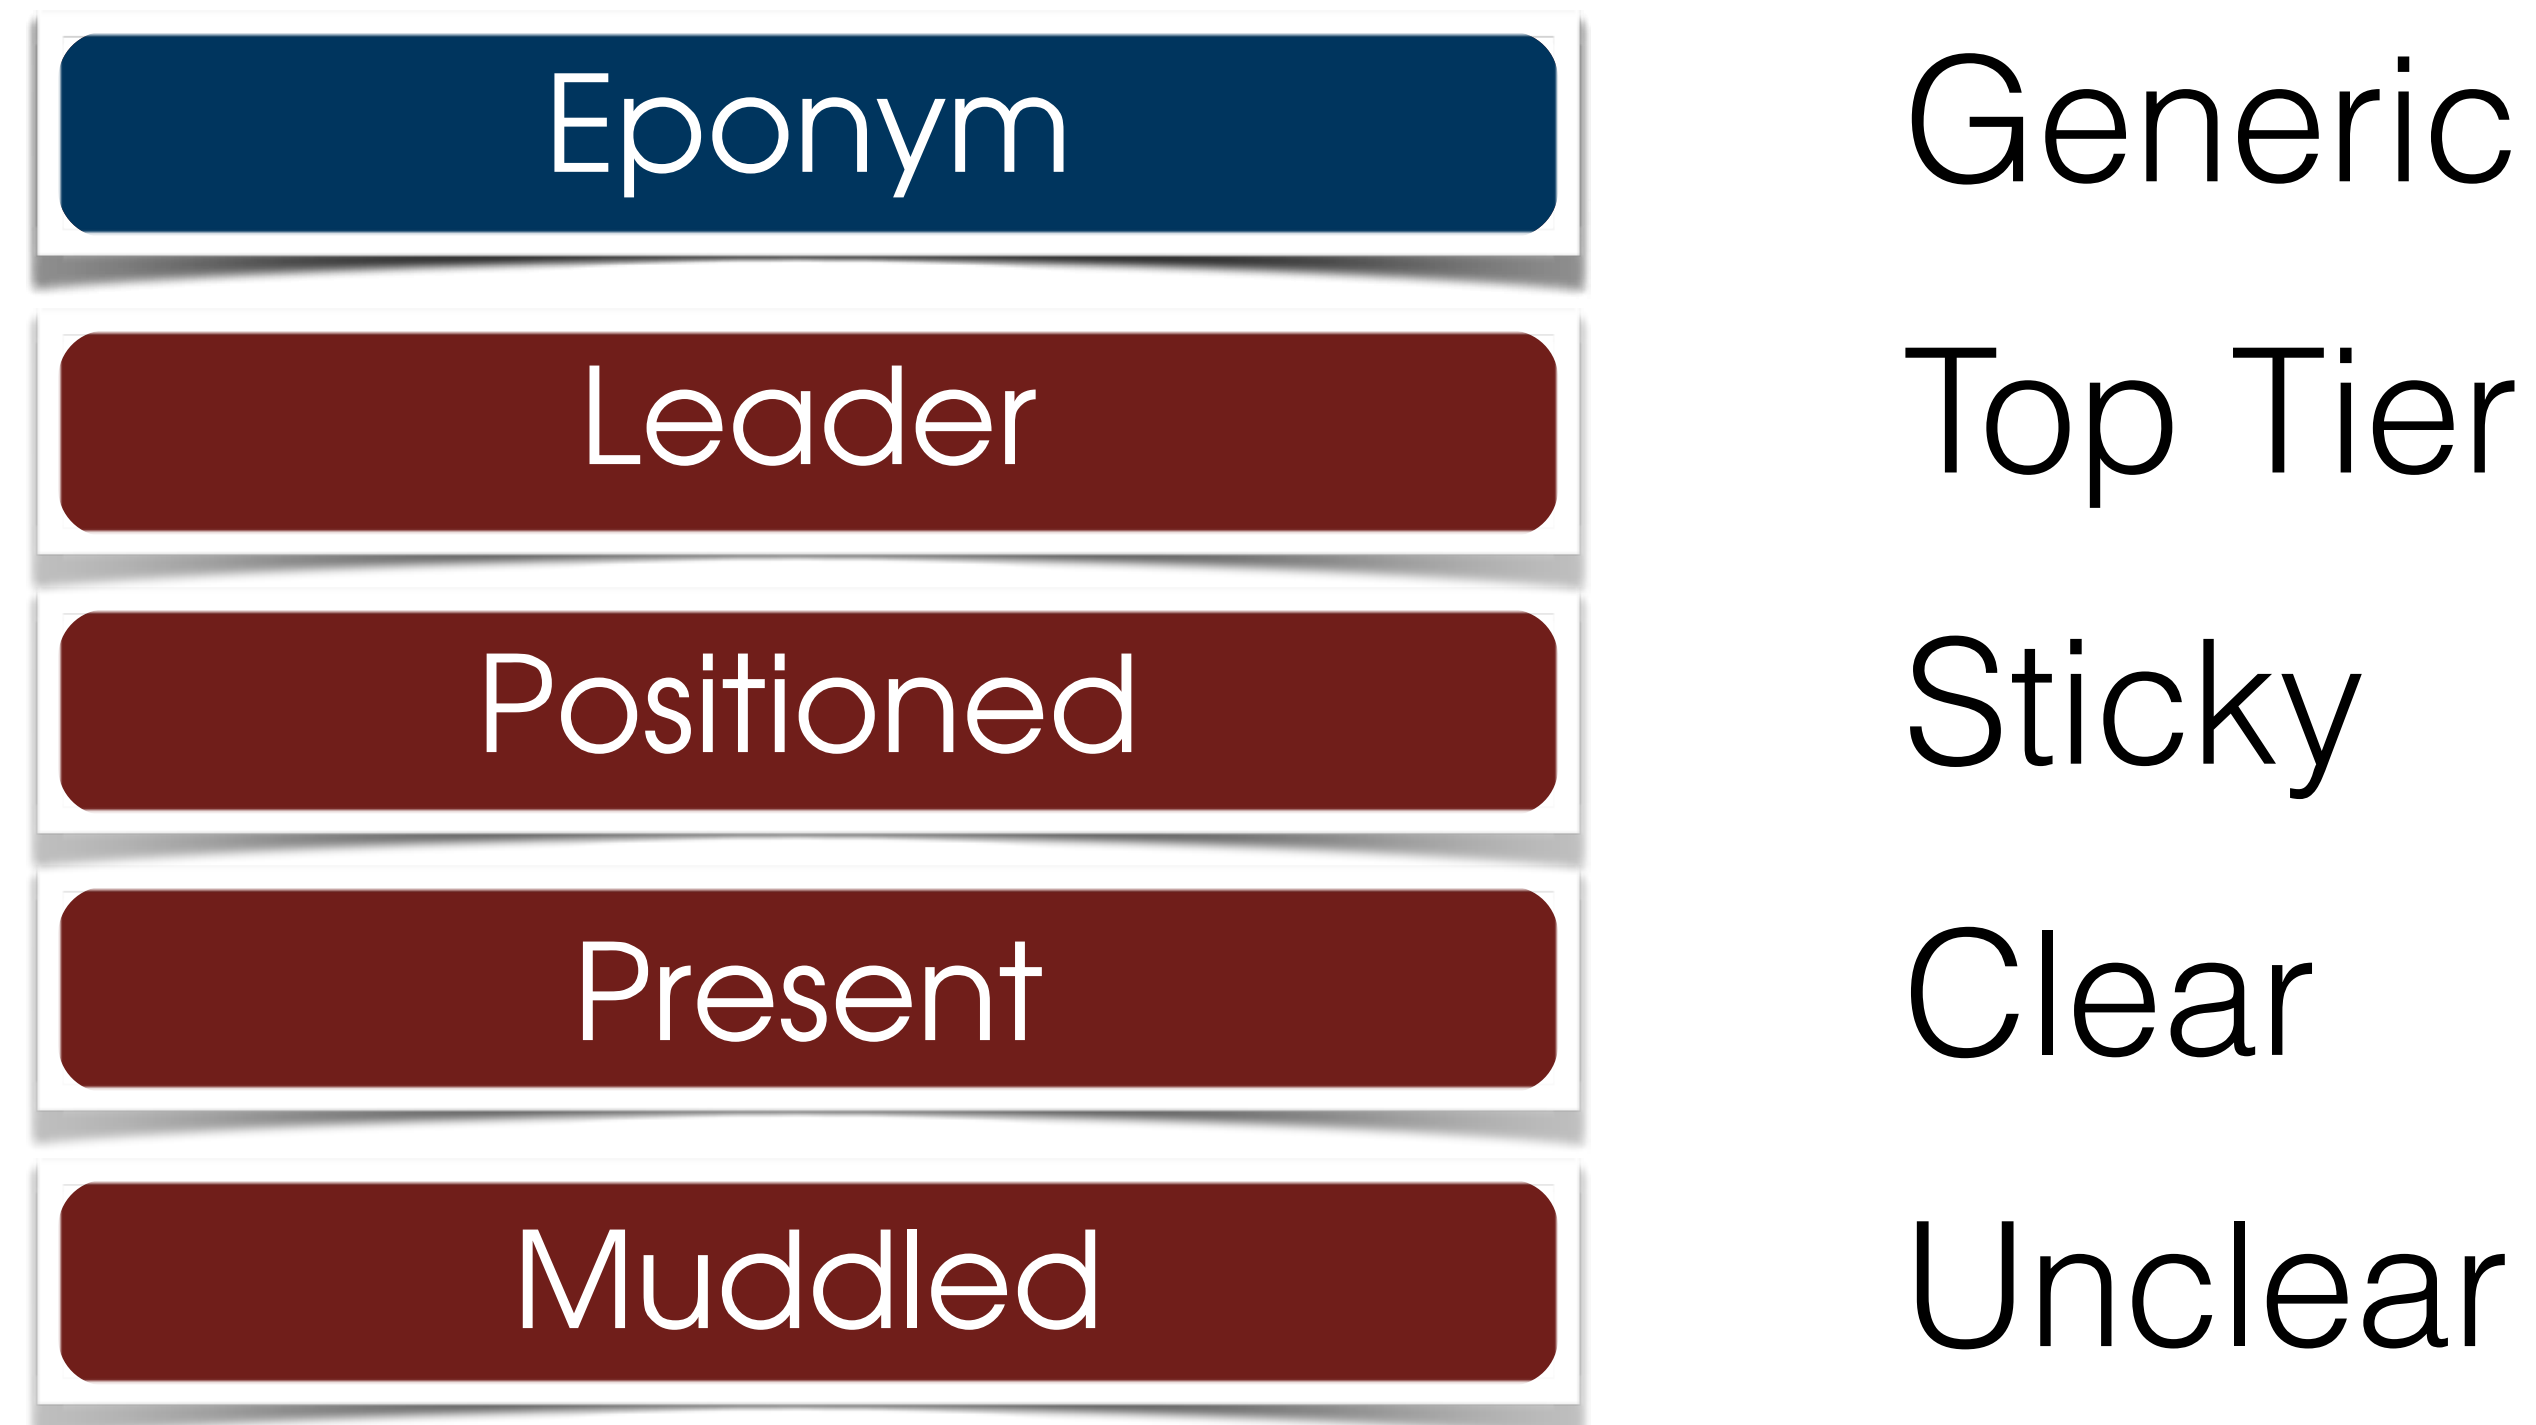 Eponym Generic
Leader Top Tier
Positioned Sticky
Present Clear
Muddled Unclear